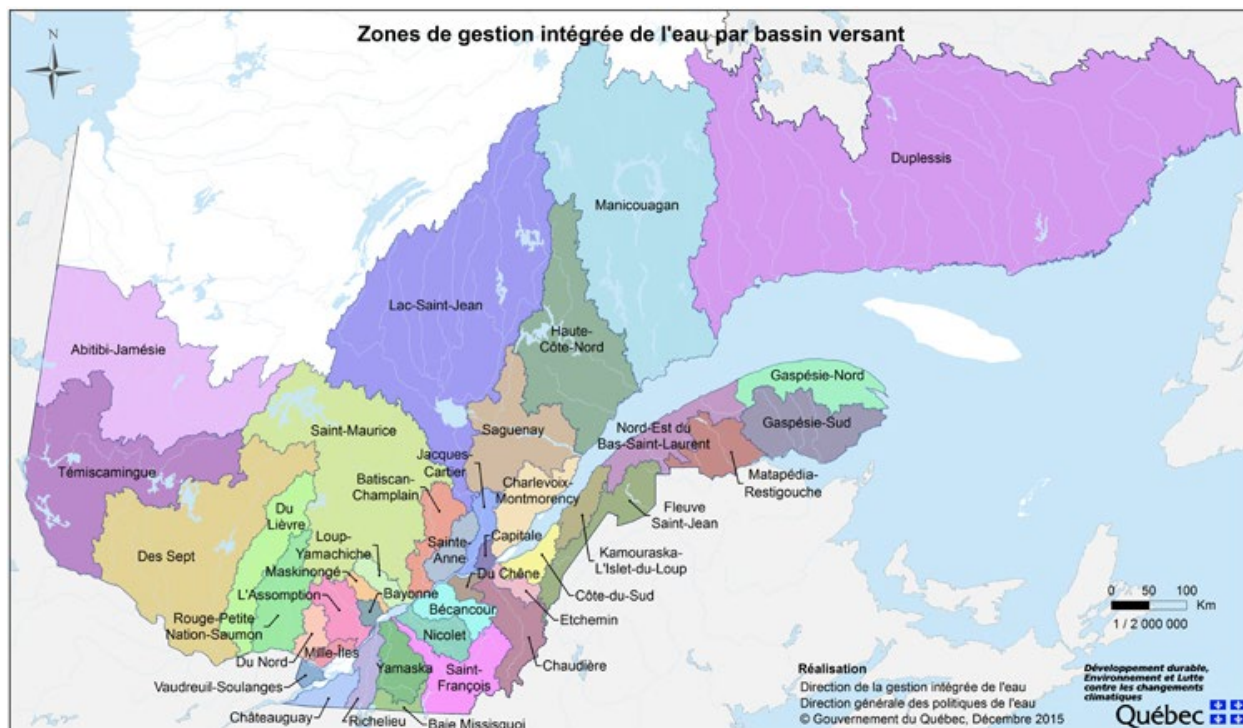 Zones de gestion intégrée de l'eau par bassin versant
N
Duplessis
Manicouagan
Lac-Saint-Jean
Haute-
Côte-Nord
Abitibi-Jamésie
Gaspésie-Nord
Gaspésie-Sud
Saint-Maurice
Saguenay
Nord-Est du
Bas-Saint-Laurent
Témiscamingue
Jacques-
Cartier
Batiscan-
Champlain
Charlevoix-
Montmorency
Matapédia-
Restigouche
Du
Lièvre
Fleuve
Saint-Jean
Des Sept
Loup-
Yamachiche
Sainte-
Anne
Capitale
Kamouraska-
L'Islet-du-Loup
Maskinongé
Du Chêne
L'Assomption
Bayonne
Côte-du-Sud
Bécancour
Etchemin
Rouge-Petite
Nation-Saumon
Nicolet
Du Nord
Mille-Îles
Yamaska
Saint-
François
Chaudière
Vaudreuil-Soulanges
Châteauguay
Richelieu
Baie Missisquoi
0 50 100
Km
1 / 2 000 000
Réalisation
Direction de la gestion intégrée de l'eau
Direction générale des politiques de l'eau
© Gouvernement du Québec, Décembre 2015
Développement durable,
Environnement et Lutte
contre les changements
climatiques
Québec